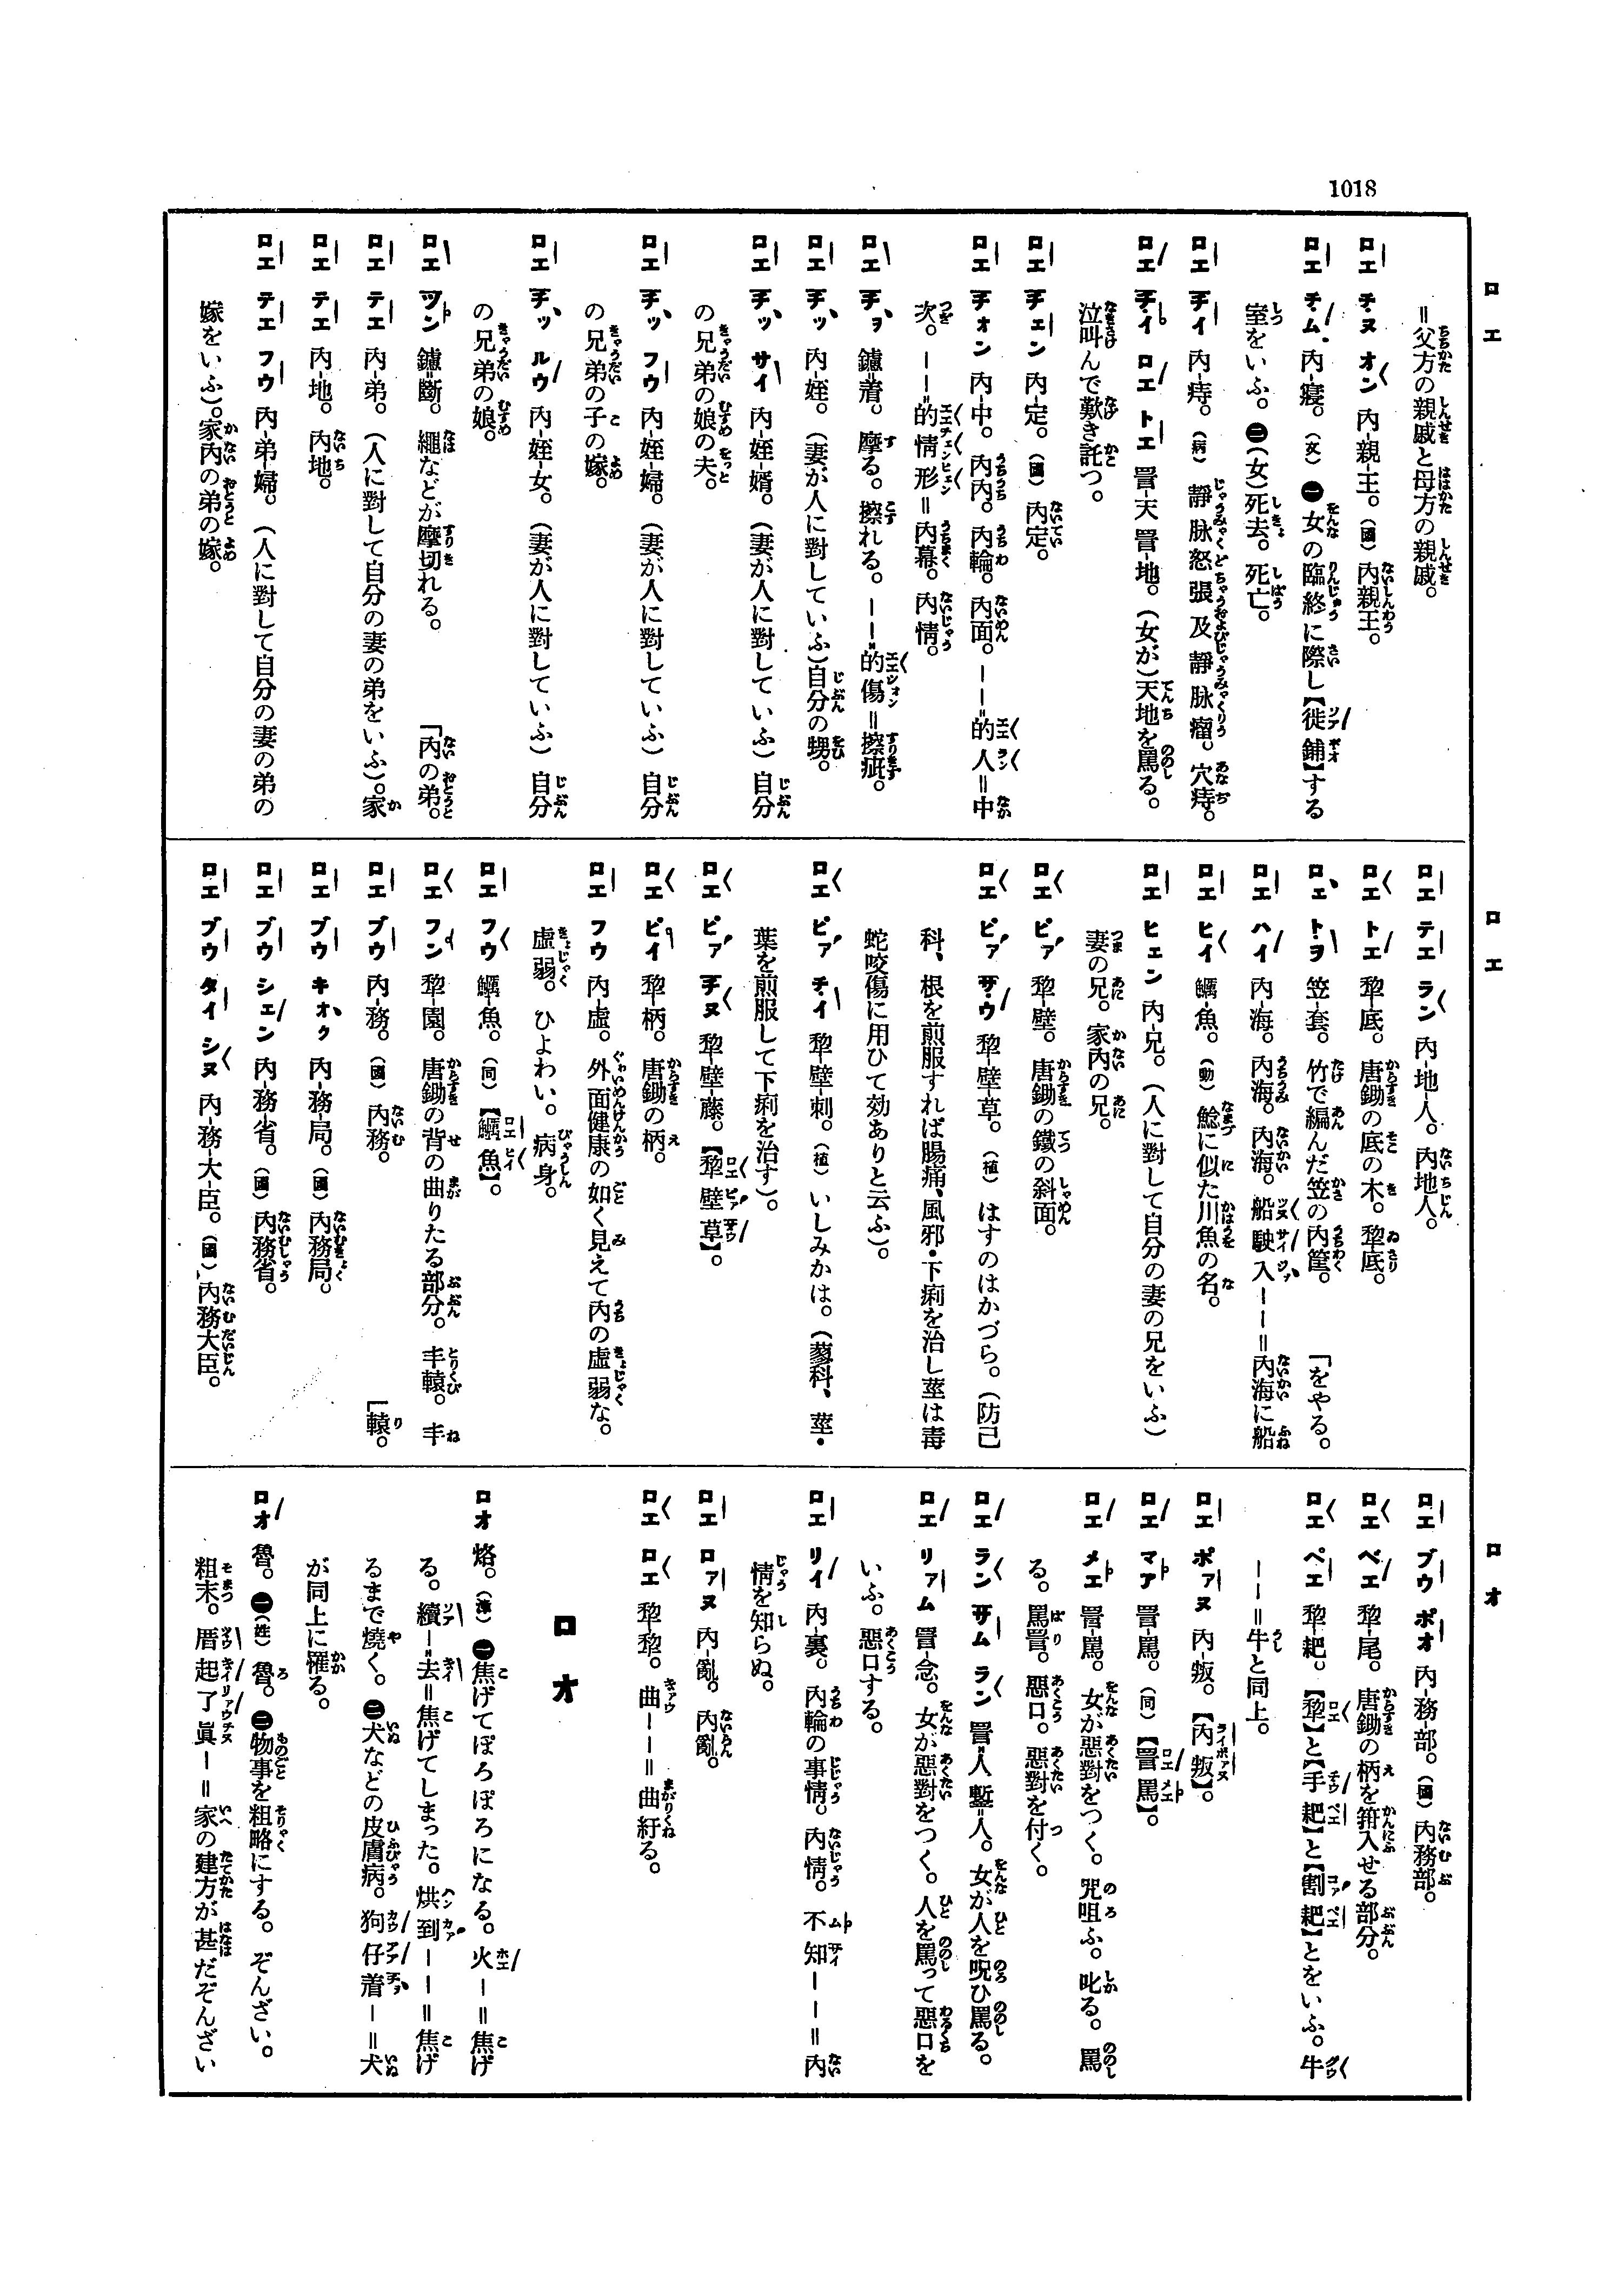 1018
ロエ
＝父方の親戚と母方の親戚。
ロエ チヌ オン 內-親-王。（國）內親王。
ロエ チム 內-寢。（文）㊀女の臨終に際し【徙鋪】する
室をいふ。㊁（女）死去。死亡。
ロエ チイ 內-痔。（病）靜脉怒張及靜脉瘤。穴痔。
ロエ チイ ロエ トエ 詈-天 詈-地。（女が）天地を罵る。
泣叫んで歎き託つ。
ロエ チェン 內-定。（國）內定。
ロエ チォン 內-中。內內。內輪。內面。――＝的人＝中
次。――＝的情形＝內幕。內情。
ロエ チヲ 鑢＝着。摩る。擦れる。――＝的傷＝擦疵。
ロエ チッ 內-姪。（妻が人に對していふ）自分の甥。
ロエ チッ サイ 內-姪-婿。（妻が人に對していふ）自分
の兄弟の娘の夫。
ロエ チッ フウ 內-姪-婦。（妻が人に對していふ）自分
の兄弟の子の嫁。
ロエ チッ ルウ 內-姪-女。（妻が人に對していふ）自分
の兄弟の娘。
ロエ ツン 鑢＝斷。繩などが摩切れる。 「內の弟。
ロエ テエ 內-弟。（人に對して自分の妻の弟をいふ）。家
ロエ テエ 內-地。內地。
ロエ テエ フウ 內-弟-婦。（人に對して自分の妻の弟の
嫁をいふ）。家內の弟の嫁。
ロエ
ロエ テエ ラン 內-地-人。內地人。
ロエ トエ 犂-底。唐鋤の底の木。犂底。
ロエ トヲ 笠-套。竹で編んだ笠の內筐。 「をやる。
ロエ ハイ 內-海。內海。內海。船駛入――＝內海に船
ロエ ヒイ 鱺-魚。（動）鯰に似た川魚の名。
ロエ ヒェン 內-兄。（人に對して自分の妻の兄をいふ）
妻の兄。家內の兄。
ロエ ピァ 犂-壁。唐鋤の鐵の斜面。
ロエ ピァ サウ 犂-壁-草。（植）はすのはかづら。（防己
科、根を煎服すれば腸痛、風邪・下痢を治し莖は毒
蛇咬傷に用ひて効ありと云ふ）。
ロエ ピァ チイ 犂-壁-刺。（植）いしみかは。（蓼科、莖・
葉を煎服して下痢を治す）。
ロエ ピァ チヌ 犂-壁-藤。【犂壁草】。
ロエ ピイ 犂-柄。唐鋤の柄。
ロエ フウ 內-虛。外面健康の如く見えて內の虛弱な。
虛弱。ひよわい。病身。
ロエ フウ 鱺-魚。（同）【鱺魚】。
ロエ フン 犂-園。唐鋤の背の曲りたる部分。丰轅。丰
ロエ ブウ 內-務。（國）內務。 「轅。
ロエ ブウ キオク 內-務-局。（國）內務局。
ロエ ブウ シェン 內-務-省。（國）內務省。
ロエ ブウ タイ シヌ 內-務-大-臣。（國）內務大臣。
ロオ
ロエ ブウ ポオ 內-務-部。（國）內務部。
ロエ ベエ 犂-尾。唐鋤の柄を箝入せる部分。
ロエ ペエ 犂-耙。【犂】と【手耙】と【割耙】とをいふ。牛
――＝牛と同上。
ロエ ポァヌ 內-叛。【內叛】。
ロエ マア 詈-罵。（同）【詈罵】。
ロエ メエ 詈-罵。女が惡對をつく。咒咀ふ。叱る。罵
る。罵詈。惡口。惡對を付く。
ロエ ラン サム ラン 詈＝人 鏨＝人。女が人を呪ひ罵る。
ロエ リァム 詈-念。女が惡對をつく。人を罵って惡口を
いふ。惡口する。
ロエ リイ 內-裏。內輪の事情。內情。不知――＝內
情を知らぬ。
ロエ ロァヌ 內-亂。內亂。
ロエ ロエ 犂-犂。曲――＝曲紆る。
ロオ
ロオ 烙。（漳）㊀焦げてぼろぼろになる。火―＝焦げ
る。續―＝去＝焦げてしまった。烘到――＝焦げ
るまで燒く。㊁犬などの皮膚病。狗仔着―＝犬
が同上に罹る。
ロオ 魯。㊀（姓）魯。㊁物事を粗略にする。ぞんざい。
粗末。厝起了眞―＝家の建方が甚だぞんざい